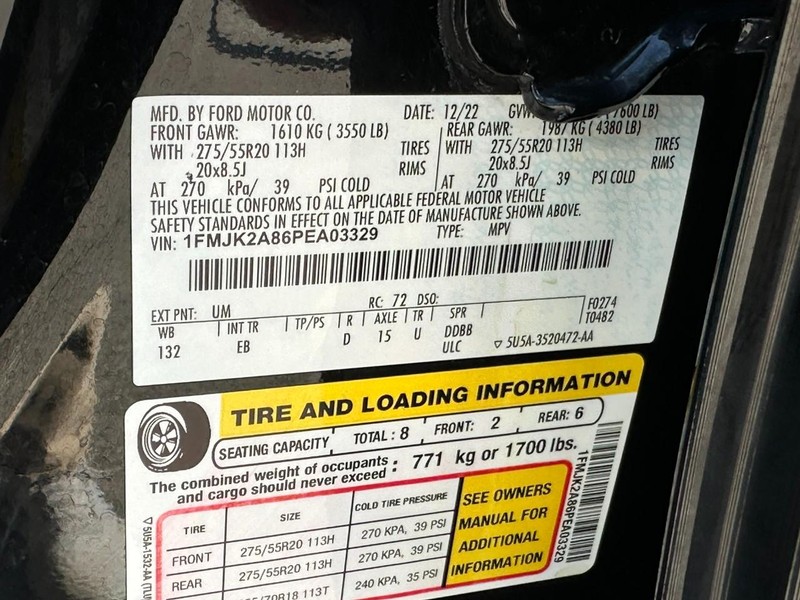 MFD. BY FORD MOTOR CO. DATE: 12/22 7600 LB)
FRONT GAWR: 1610 KG ( 3550 LB) REAR GAWR: 1987 KG ( 4380 LB)
WITH 275/55R20 113H TIRES WITH 275/55R20 113H TIRES
20x8.5J RIMS 20x8.5J RIMS
AT 270 kPa/ 39 PSI COLD AT 270 kPa/ 39 PSI COLD
THIS VEHICLE CONFORMS TO ALL APPLICABLE FEDERAL MOTOR VEHICLE
SAFETY STANDARDS IN EFFECT ON THE DATE OF MANUFACTURE SHOWN ABOVE.
VIN: 1FMJK2A86PEA03329 TYPE: MPV
EXT PNT: UM RC: 72 DSO: F0274
WB INT TR TP/PS R AXLE TR SPR T0482
132 EB D 15 U DDBB
ULC ▽ 5U5A-3520472-AA
TIRE AND LOADING INFORMATION
SEATING CAPACITY TOTAL : 8 FRONT: 2 REAR: 6
The combined weight of occupants
and cargo should never exceed : 771 kg or 1700 lbs.
TIRE SIZE COLD TIRE PRESSURE
FRONT 275/55R20 113H 270 KPA, 39 PSI
REAR 275/55R20 113H 270 KPA, 39 PSI
70R18 113T 240 KPA, 35 PSI
SEE OWNERS
MANUAL FOR
ADDITIONAL
INFORMATION
1FMJK2A86PEA03329
▽ 5U5A-1532-AA